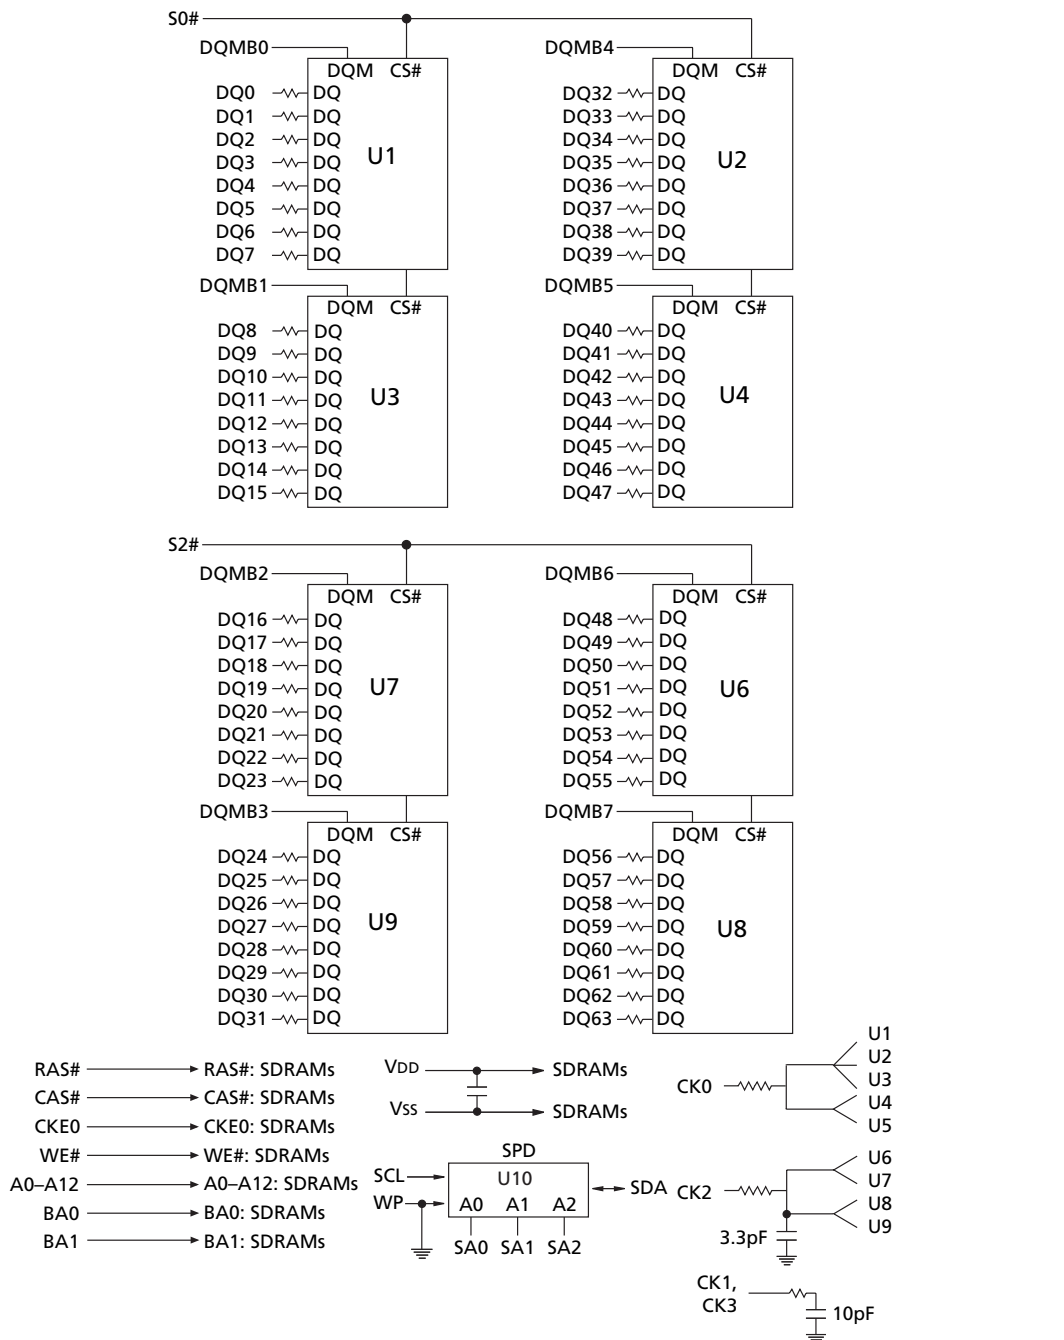 S0#
DQMB0
DQM CS#
DQ0 DQ
DQ1 DQ
DQ2 DQ
DQ3 DQ
DQ4 DQ
DQ5 DQ
DQ6 DQ
DQ7 DQ
U1
DQMB4
DQM CS#
DQ32 DQ
DQ33 DQ
DQ34 DQ
DQ35 DQ
DQ36 DQ
DQ37 DQ
DQ38 DQ
DQ39 DQ
U2
DQMB1
DQM CS#
DQ8 DQ
DQ9 DQ
DQ10 DQ
DQ11 DQ
DQ12 DQ
DQ13 DQ
DQ14 DQ
DQ15 DQ
U3
DQMB5
DQM CS#
DQ40 DQ
DQ41 DQ
DQ42 DQ
DQ43 DQ
DQ44 DQ
DQ45 DQ
DQ46 DQ
DQ47 DQ
U4
S2#
DQMB2
DQM CS#
DQ16 DQ
DQ17 DQ
DQ18 DQ
DQ19 DQ
DQ20 DQ
DQ21 DQ
DQ22 DQ
DQ23 DQ
U7
DQMB6
DQM CS#
DQ48 DQ
DQ49 DQ
DQ50 DQ
DQ51 DQ
DQ52 DQ
DQ53 DQ
DQ54 DQ
DQ55 DQ
U6
DQMB3
DQM CS#
DQ24 DQ
DQ25 DQ
DQ26 DQ
DQ27 DQ
DQ28 DQ
DQ29 DQ
DQ30 DQ
DQ31 DQ
U9
DQMB7
DQM CS#
DQ56 DQ
DQ57 DQ
DQ58 DQ
DQ59 DQ
DQ60 DQ
DQ61 DQ
DQ62 DQ
DQ63 DQ
U8
RAS# RAS#: SDRAMs
CAS# CAS#: SDRAMs
CKE0 CKE0: SDRAMs
WE# WE#: SDRAMs
A0–A12 A0–A12: SDRAMs
BA0 BA0: SDRAMs
BA1 BA1: SDRAMs
VDD SDRAMs
VSS SDRAMs
SPD
U10
SCL
WP
A0 A1 A2
SDA
SA0 SA1 SA2
CK0
U1
U2
U3
U4
U5
CK2
U6
U7
U8
U9
3.3pF
CK1,
CK3
10pF